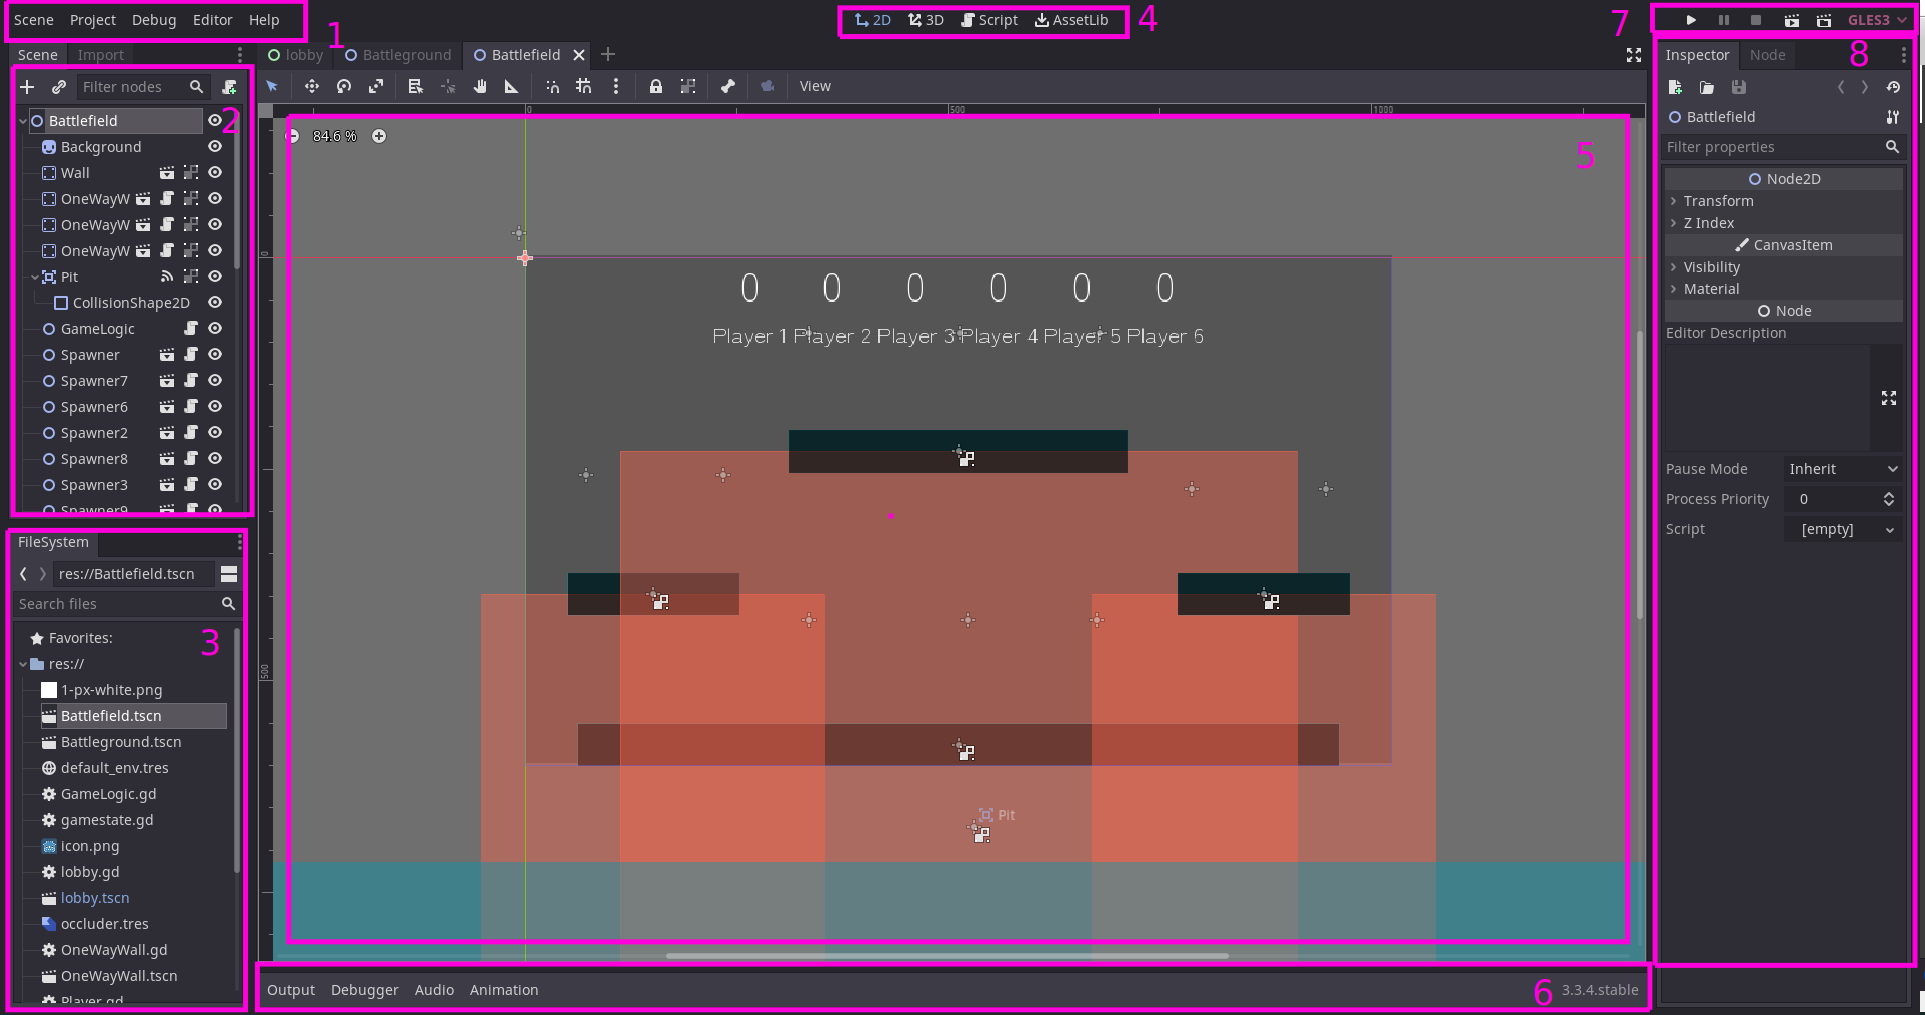 Scene Project Debug Editor Help
1
2D 3D Script AssetLib
4
7
GLES3
Scene Import
lobby Battleground Battlefield
Inspector Node
8
Filter nodes
View
Battlefield
2
Background
Wall
OneWayW
OneWayW
OneWayW
Pit
CollisionShape2D
GameLogic
Spawner
Spawner7
Spawner6
Spawner2
Spawner8
Spawner3
Spawner9
FileSystem
res://Battlefield.tscn
Search files
3
Favorites:
res://
1-px-white.png
Battlefield.tscn
Battleground.tscn
default_env.tres
GameLogic.gd
gamestate.gd
icon.png
lobby.gd
lobby.tscn
occluder.tres
OneWayWall.gd
OneWayWall.tscn
Player.gd
0 500 1000
84.6 %
5
0
0 0 0 0 0 0
Player 1 Player 2 Player 3 Player 4 Player 5 Player 6
500
Pit
Output Debugger Audio Animation
6
3.3.4.stable
Battlefield
Filter properties
Node2D
Transform
Z Index
CanvasItem
Visibility
Material
Node
Editor Description
Pause Mode Inherit
Process Priority 0
Script [empty]